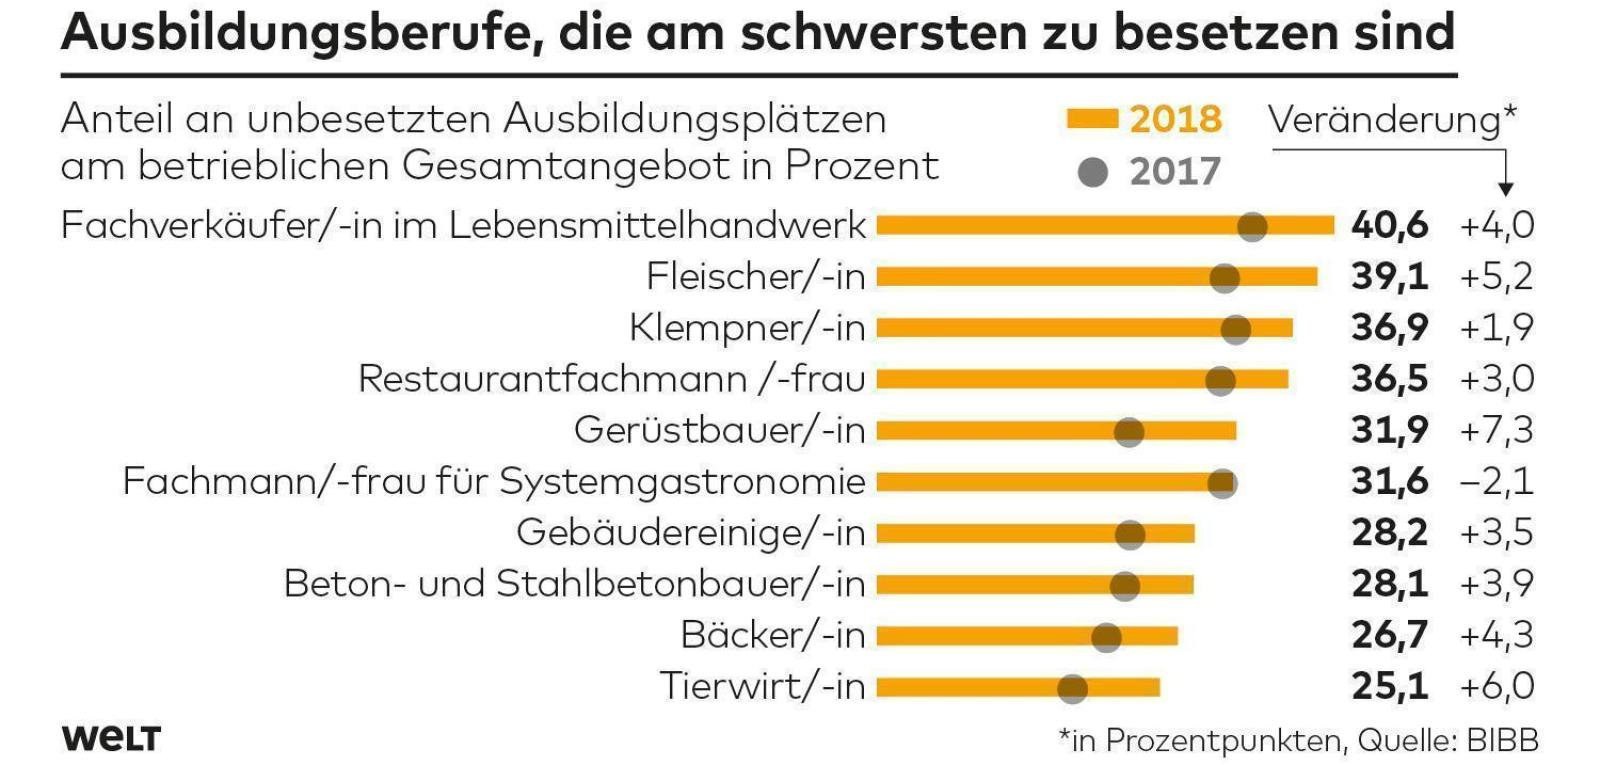 Ausbildungsberufe, die am schwersten zu besetzen sind
Anteil an unbesetzten Ausbildungsplätzen
am betrieblichen Gesamtangebot in Prozent
2018
2017
Veränderung*
Fachverkäufer/-in im Lebensmittelhandwerk 40,6 +4,0
Fleischer/-in 39,1 +5,2
Klempner/-in 36,9 +1,9
Restaurantfachmann /-frau 36,5 +3,0
Gerüstbauer/-in 31,9 +7,3
Fachmann/-frau für Systemgastronomie 31,6 –2,1
Gebäudereinige/-in 28,2 +3,5
Beton- und Stahlbetonbauer/-in 28,1 +3,9
Bäcker/-in 26,7 +4,3
Tierwirt/-in 25,1 +6,0
WELT
*in Prozentpunkten, Quelle: BIBB